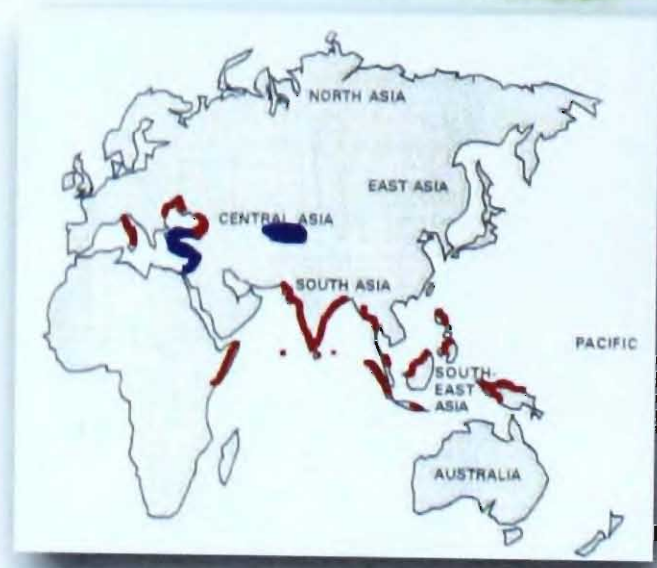 NORTH ASIA
EAST ASIA
CENTRAL ASIA
SOUTH ASIA
PACIFIC
SOUTH-
EAST
ASIA
AUSTRALIA